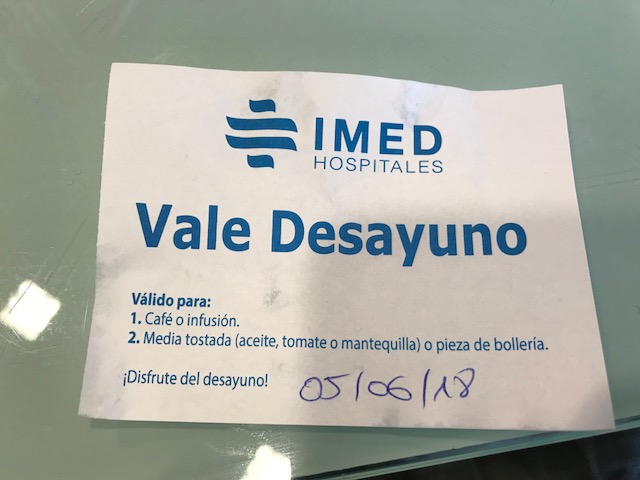 IMED
HOSPITALES
Vale Desayuno
Válido para:
1. Café o infusión.
2. Media tostada (aceite, tomate o mantequilla) o pieza de bollería.
¡Disfrute del desayuno! 05/06/18